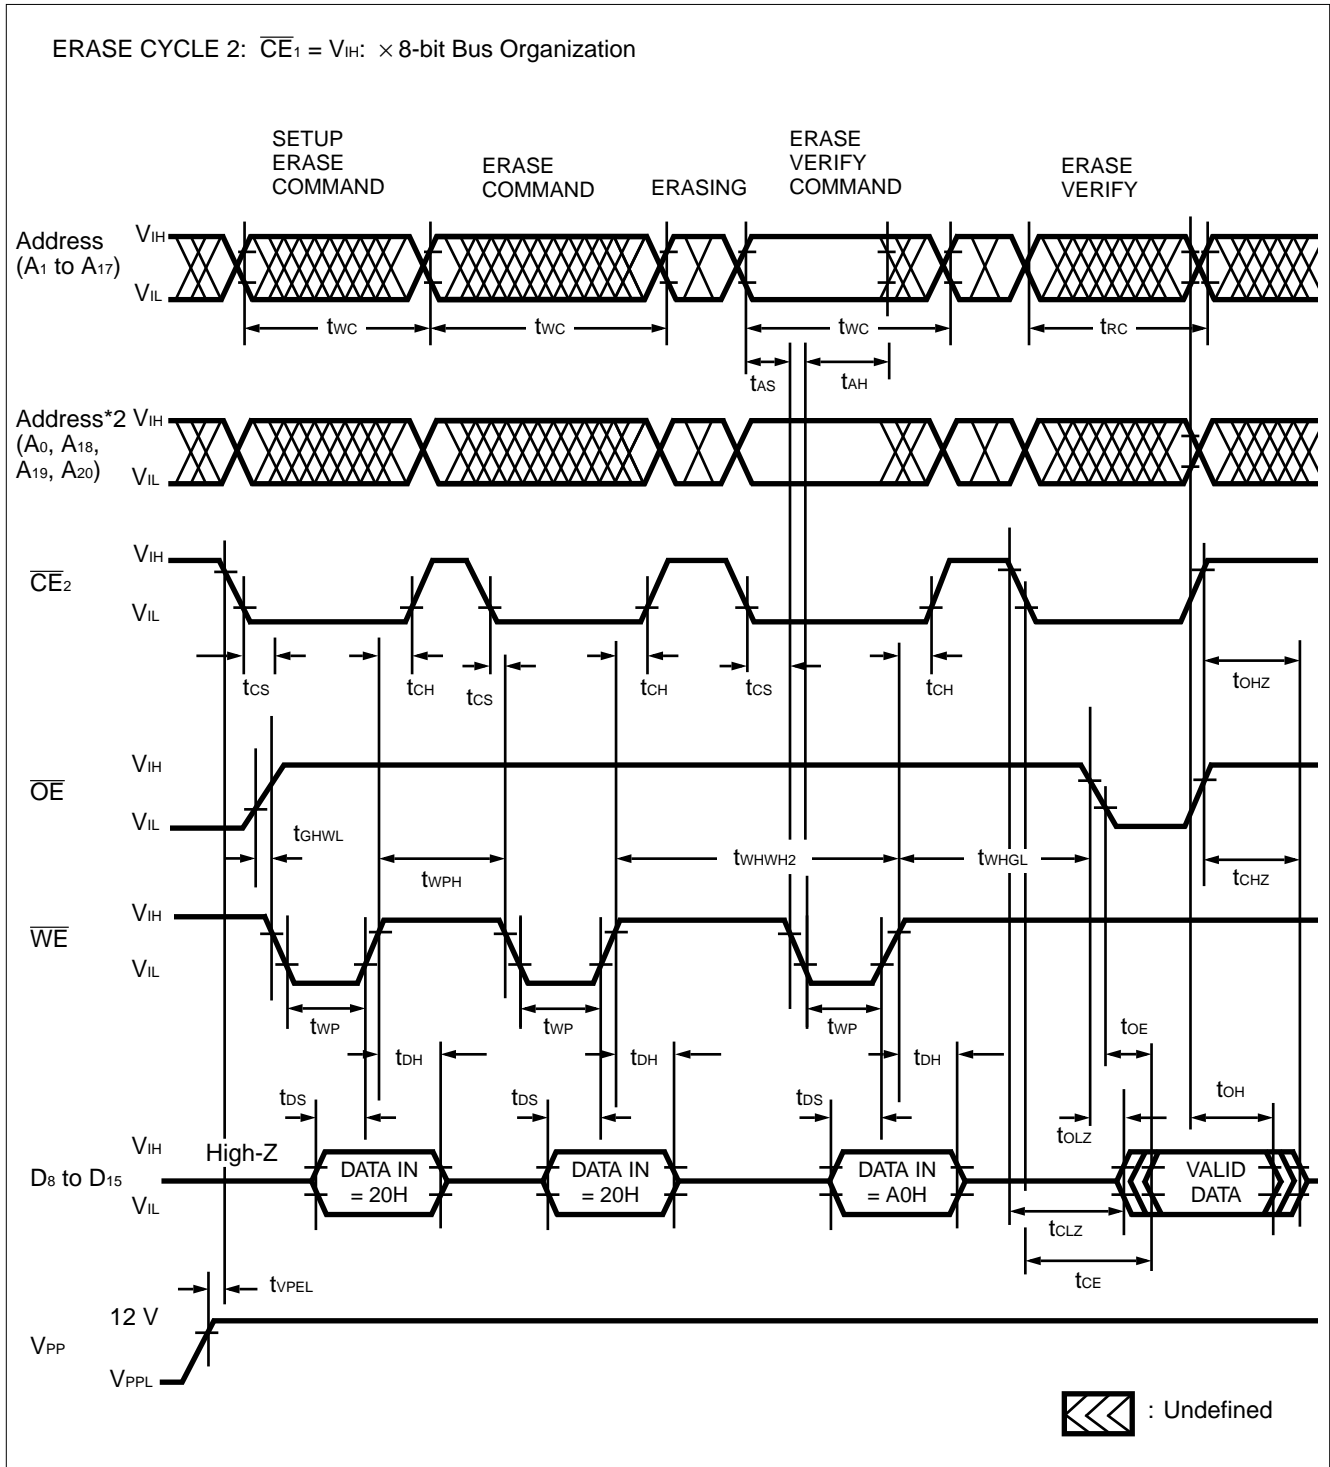 ERASE CYCLE 2: C̅E̅₁ = VIH: × 8-bit Bus Organization
SETUP
ERASE
COMMAND
ERASE
COMMAND
ERASING
ERASE
VERIFY
COMMAND
ERASE
VERIFY
Address
(A1 to A17)
VIH
VIL
tWC
tWC
tWC
tRC
tAS
tAH
Address*2
(A0, A18,
A19, A20)
VIH
VIL
C̅E̅₂
VIH
VIL
tCS
tCH
tCS
tCH
tCS
tCH
tOHZ
O̅E̅
VIH
VIL
tGHWL
tWPH
tWHWH2
tWHGL
tCHZ
W̅E̅
VIH
VIL
tWP
tWP
tWP
tOE
tDH
tDH
tDH
tDS
tDS
tDS
tOH
tOLZ
D8 to D15
VIH
VIL
High-Z
DATA IN
= 20H
DATA IN
= 20H
DATA IN
= A0H
VALID
DATA
tCLZ
tCE
tVPEL
VPP
12 V
VPPL
: Undefined